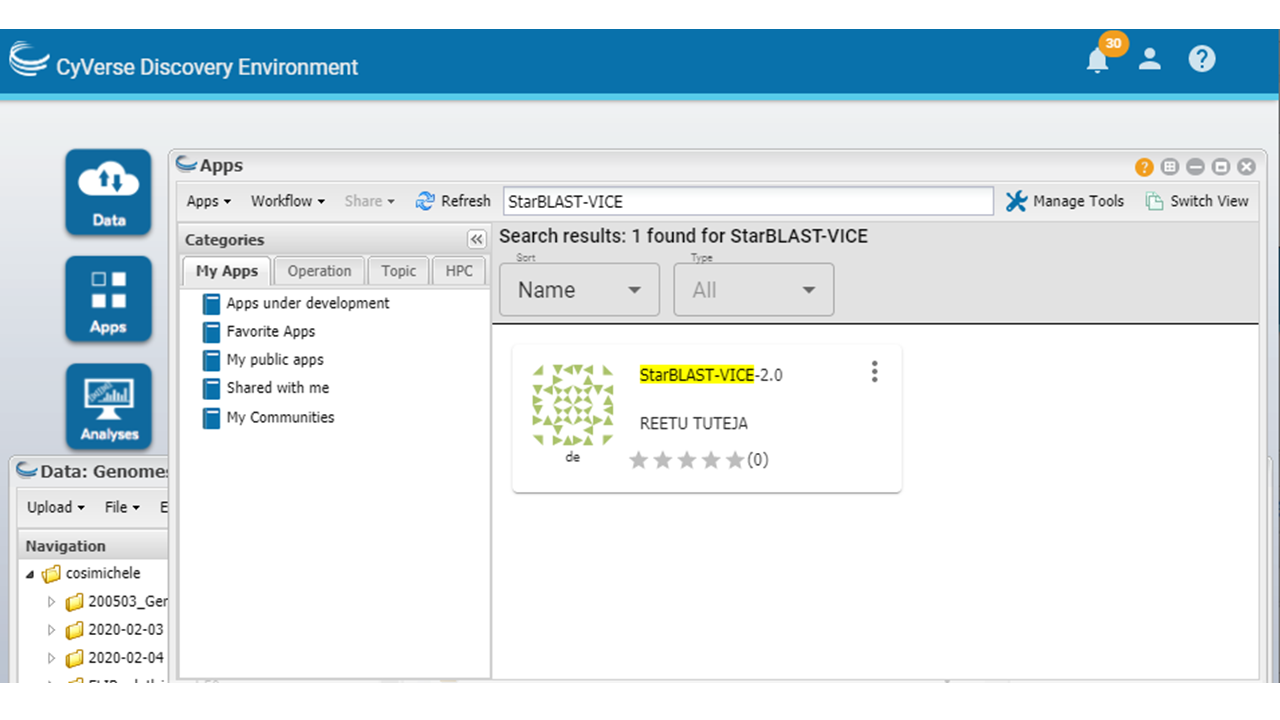 30
CyVerse Discovery Environment
Data
Apps
Analyses
Apps
Apps Workflow Share Refresh StarBLAST-VICE Manage Tools Switch View
Categories
My Apps Operation Topic HPC
Apps under development
Favorite Apps
My public apps
Shared with me
My Communities
Search results: 1 found for StarBLAST-VICE
Sort Type
Name All
StarBLAST-VICE-2.0
REETU TUTEJA
de
(0)
Data: Genomes
Upload File E
Navigation
cosimichele
200503_Ger
2020-02-03
2020-02-04